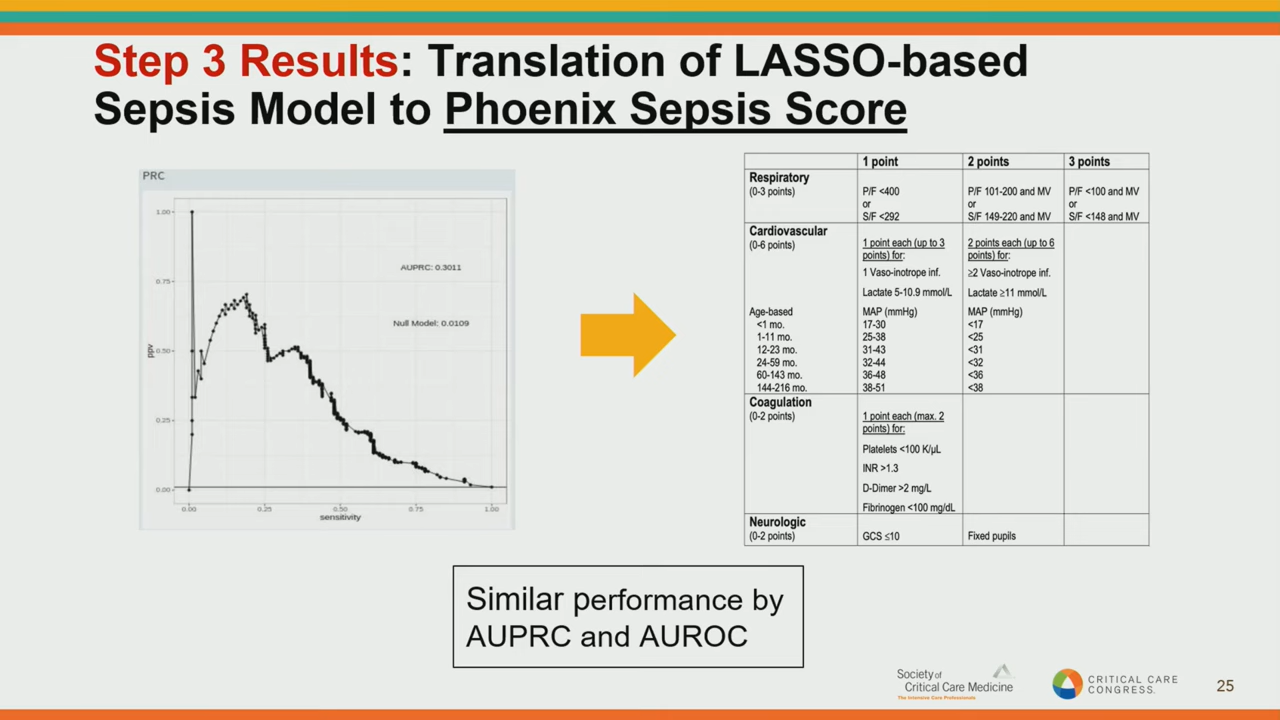 Step 3 Results: Translation of LASSO-based
Sepsis Model to Phoenix Sepsis Score
PRC
1.00
0.75
0.50
0.25
0.00
ppv
AUPRC: 0.3011
Null Model: 0.0109
0.00 0.25 0.50 0.75 1.00
sensitivity
1 point 2 points 3 points
Respiratory
(0-3 points)
P/F <400
or
S/F <292
P/F 101-200 and MV
or
S/F 149-220 and MV
P/F <100 and MV
or
S/F <148 and MV
Cardiovascular
(0-6 points)
1 point each (up to 3
points) for:
1 Vaso-inotrope inf.
Lactate 5-10.9 mmol/L
2 points each (up to 6
points) for:
≥2 Vaso-inotrope inf.
Lactate ≥11 mmol/L
Age-based MAP (mmHg) MAP (mmHg)
<1 mo. 17-30 <17
1-11 mo. 25-38 <25
12-23 mo. 31-43 <31
24-59 mo. 32-44 <32
60-143 mo. 36-48 <36
144-216 mo. 38-51 <38
Coagulation
(0-2 points)
1 point each (max. 2
points) for:
Platelets <100 K/µL
INR >1.3
D-Dimer >2 mg/L
Fibrinogen <100 mg/dL
Neurologic
(0-2 points) GCS ≤10 Fixed pupils
Similar performance by
AUPRC and AUROC
Society of
Critical Care Medicine
The Intensive Care Professionals
CRITICAL CARE
CONGRESS.
25